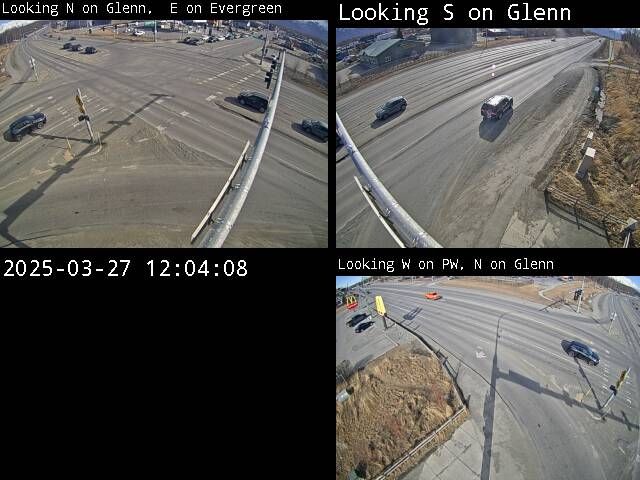 Looking N on Glenn,  E on Evergreen
Looking S on Glenn
2025-03-27 12:04:08
Looking W on PW, N on Glenn